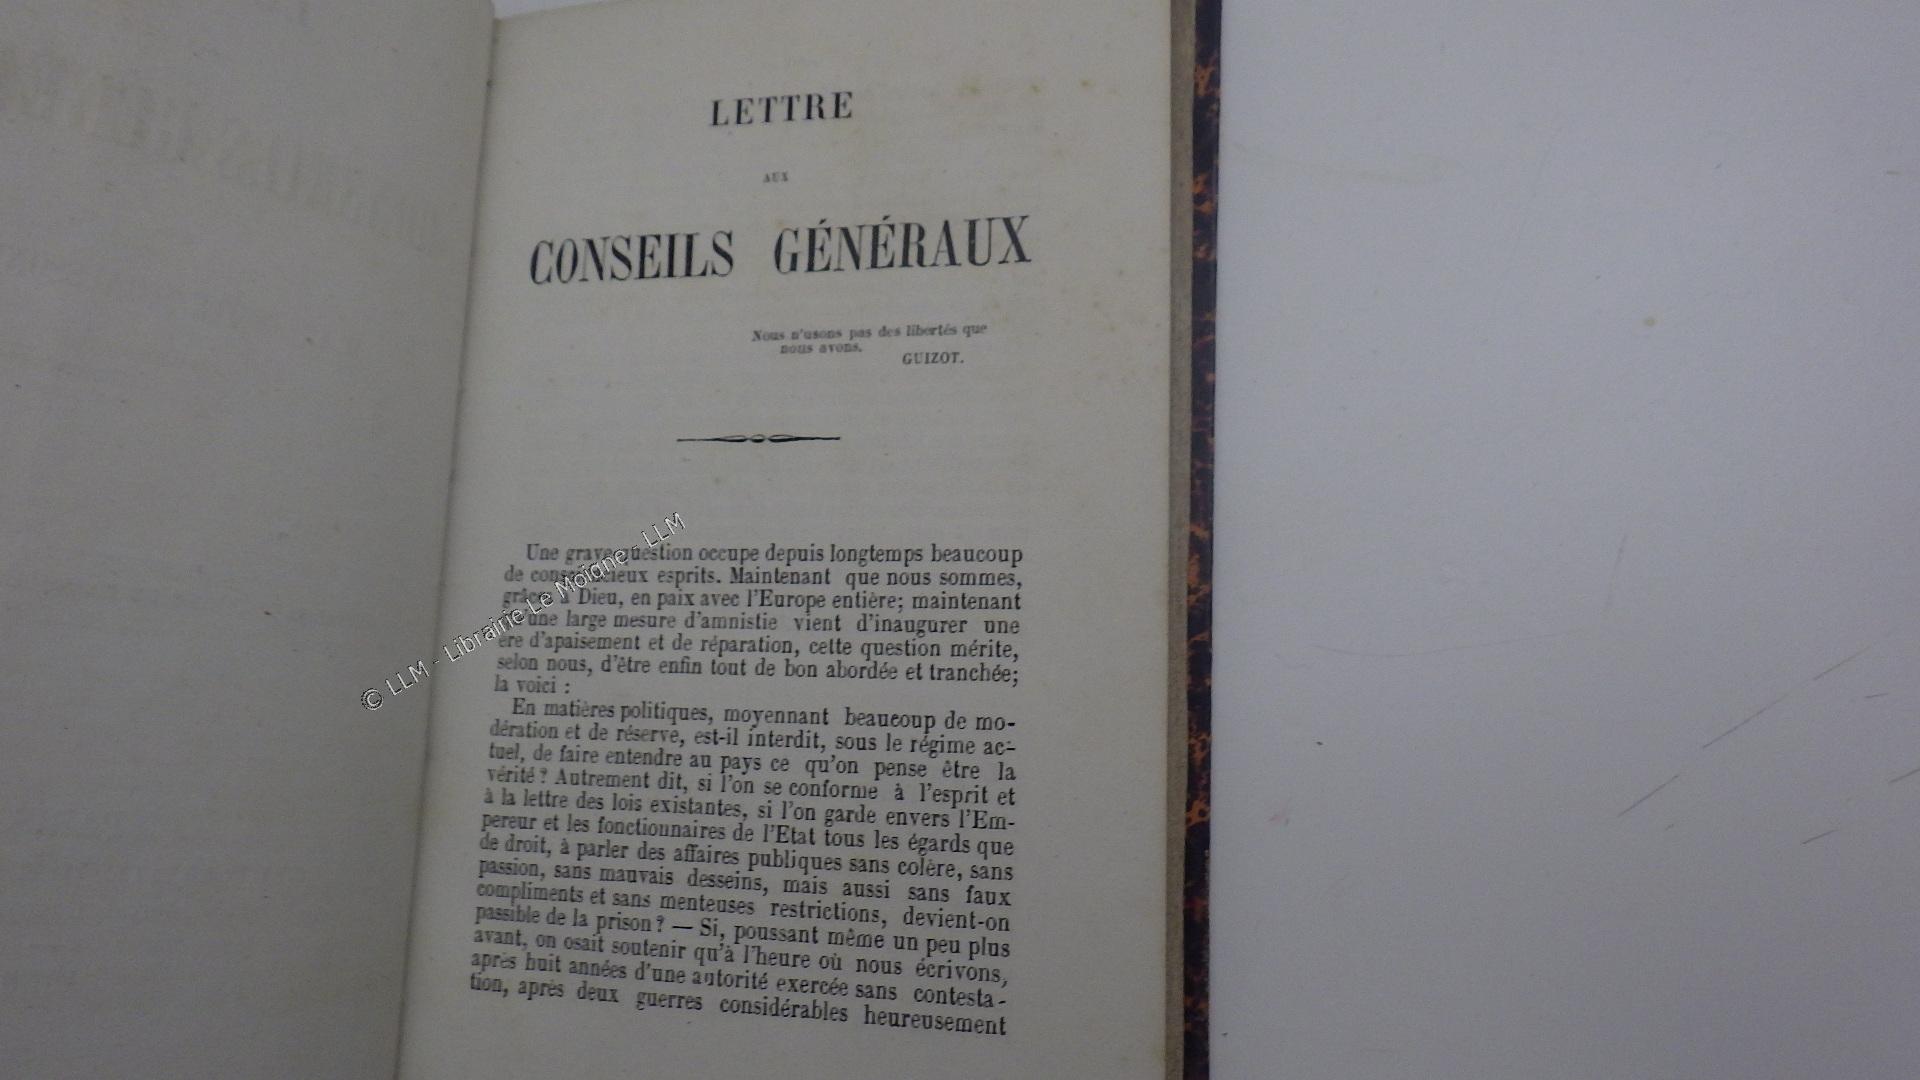 LETTRE
AUX
CONSEILS GÉNÉRAUX
Nous n'usons pas des libertés que
nous avons.
GUIZOT.
Une grave question occupe depuis longtemps beaucoup
de consciencieux esprits. Maintenant que nous sommes,
grâce à Dieu, en paix avec l'Europe entière; maintenant
une large mesure d'amnistie vient d'inaugurer une
ère d'apaisement et de réparation, cette question mérite,
selon nous, d'être enfin tout de bon abordée et tranchée;
la voici :
En matières politiques, moyennant beaucoup de mo-
dération et de réserve, est-il interdit, sous le régime ac-
tuel, de faire entendre au pays ce qu'on pense être la
vérité? Autrement dit, si l'on se conforme à l'esprit et
à la lettre des lois existantes, si l'on garde envers l'Em-
pereur et les fonctionnaires de l'Etat tous les égards que
de droit, à parler des affaires publiques sans colère, sans
passion, sans mauvais desseins, mais aussi sans faux
compliments et sans menteuses restrictions, devient-on
passible de la prison? — Si, poussant même un peu plus
avant, on osait soutenir qu'à l'heure où nous écrivons,
après huit années d'une autorité exercée sans contesta-
tion, après deux guerres considérables heureusement
© LLM - Librairie Le Moigne - LLM